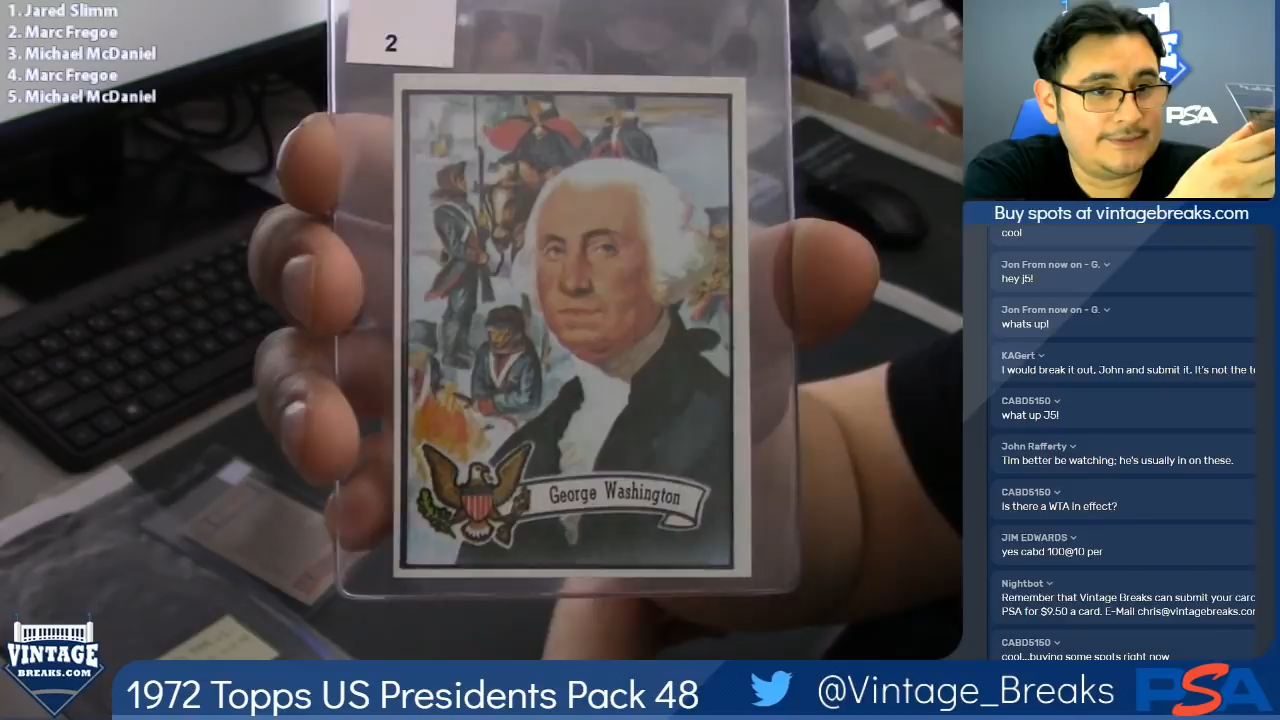 1. Jared Slimm
2. Marc Fregoe
3. Michael McDaniel
4. Marc Fregoe
5. Michael McDaniel
2
George Washington
PSA
Buy spots at vintagebreaks.com
cool
Jon From now on - G.
hey j5!
Jon From now on - G.
whats up!
KAGert
I would break it out, John and submit it. It's not the
CABD5150
what up J5!
John Rafferty
Tim better be watching; he's usually in on these.
CABD5150
is there a WTA in effect?
JIM EDWARDS
yes cabd 100@10 per
Nightbot
Remember that Vintage Breaks can submit your
PSA for $9.50 a card. E-Mail chris@vintagebreaks.com
CABD5150
cool...buying some spots right now
VINTAGE
BREAKS.COM
1972 Topps US Presidents Pack 48
@Vintage_Breaks
PSA